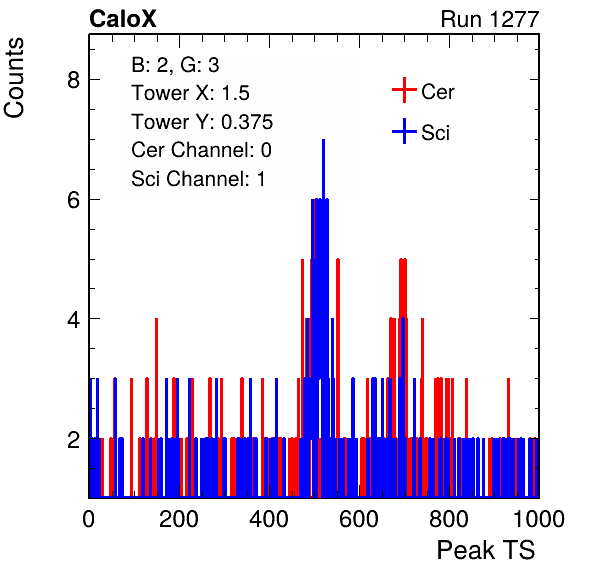 CaloX Run 1277
Counts
B: 2, G: 3
Tower X: 1.5
Tower Y: 0.375
Cer Channel: 0
Sci Channel: 1
Cer
Sci
8
6
4
2
0 200 400 600 800 1000
Peak TS